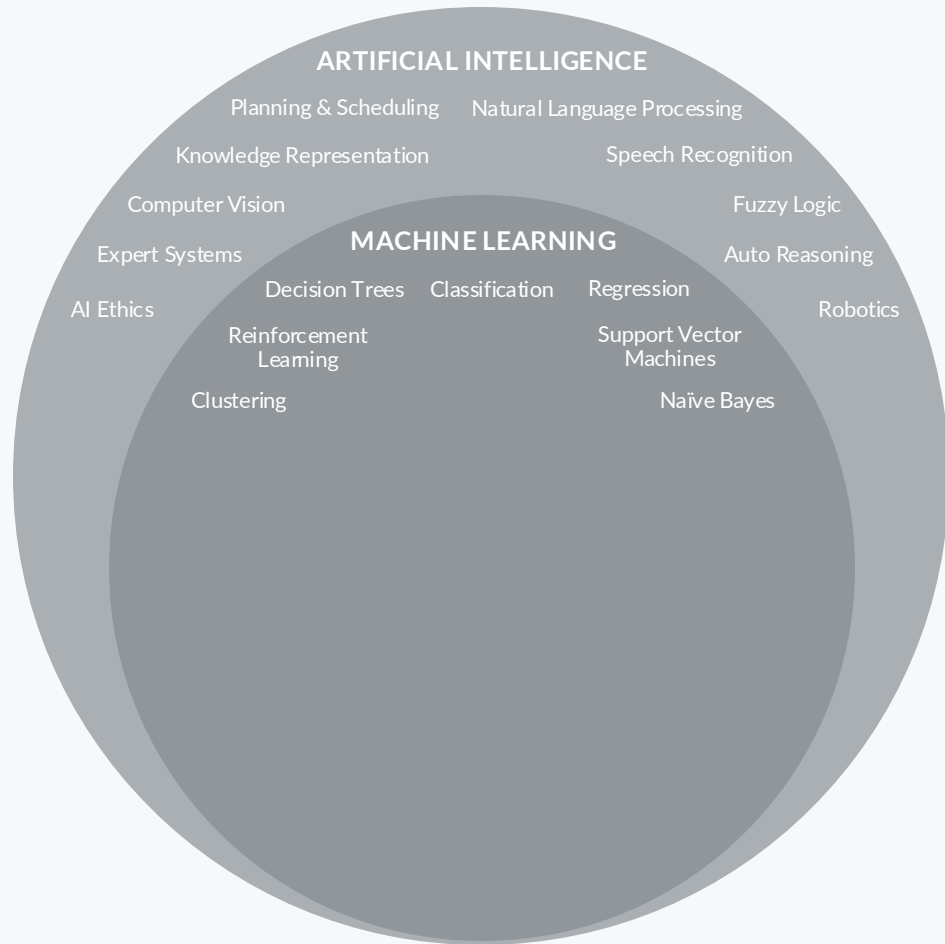 ARTIFICIAL INTELLIGENCE
Planning & Scheduling
Natural Language Processing
Knowledge Representation
Speech Recognition
Computer Vision
Fuzzy Logic
Expert Systems
Auto Reasoning
AI Ethics
Robotics
MACHINE LEARNING
Decision Trees
Classification
Regression
Reinforcement
Learning
Support Vector
Machines
Clustering
Naïve Bayes